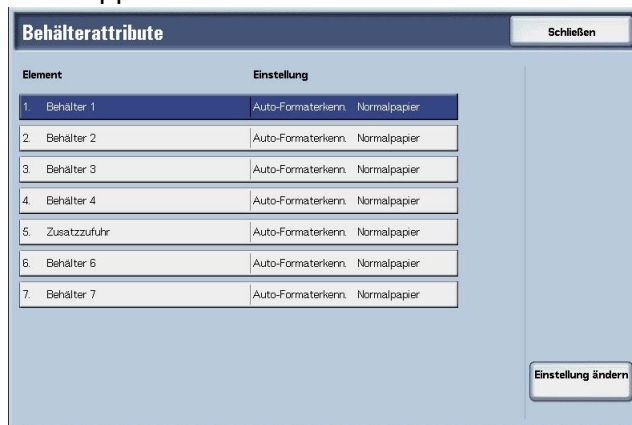 Behälterattribute
Schließen
Element Einstellung
1. Behälter 1 Auto-Formaterkenn. Normalpapier
2. Behälter 2 Auto-Formaterkenn. Normalpapier
3. Behälter 3 Auto-Formaterkenn. Normalpapier
4. Behälter 4 Auto-Formaterkenn. Normalpapier
5. Zusatzzufuhr Auto-Formaterkenn. Normalpapier
6. Behälter 6 Auto-Formaterkenn. Normalpapier
7. Behälter 7 Auto-Formaterkenn. Normalpapier
Einstellung ändern